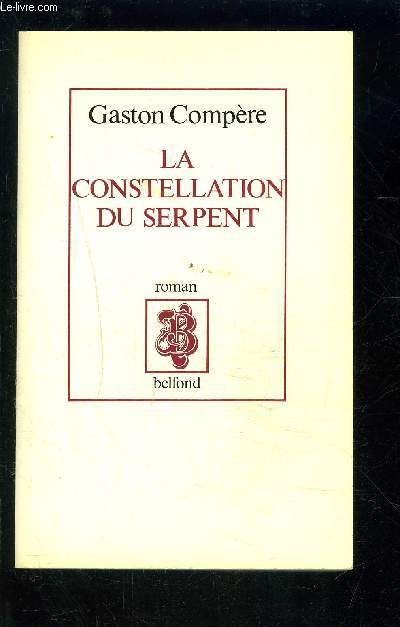 Le-livre.com
Gaston Compère
LA
CONSTELLATION
DU SERPENT
roman
B
belfond